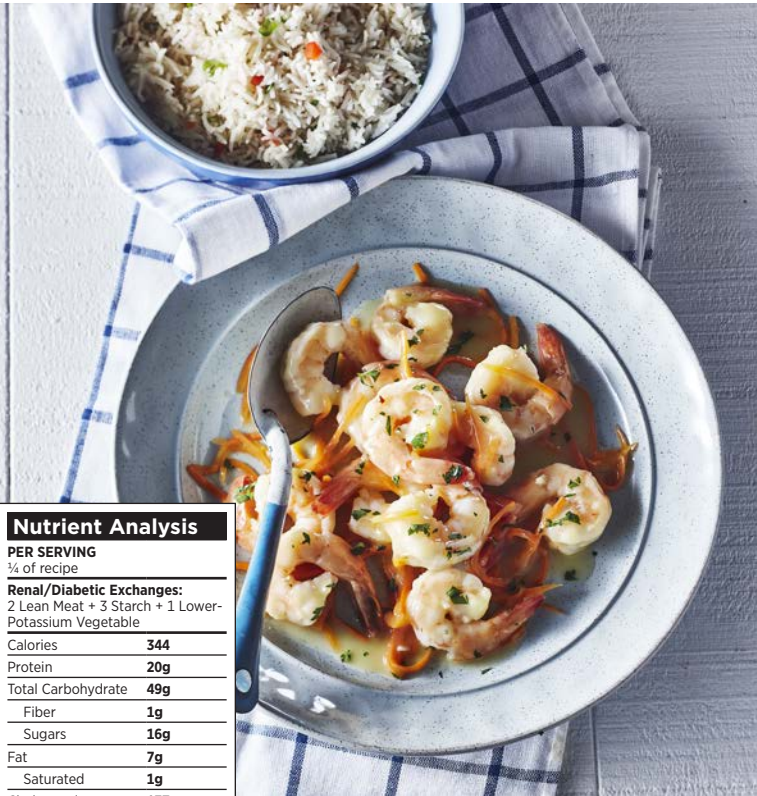 Nutrient Analysis
PER SERVING
¼ of recipe
Renal/Diabetic Exchanges:
2 Lean Meat + 3 Starch + 1 Lower-
Potassium Vegetable
Calories 344
Protein 20g
Total Carbohydrate 49g
Fiber 1g
Sugars 16g
Fat 7g
Saturated 1g